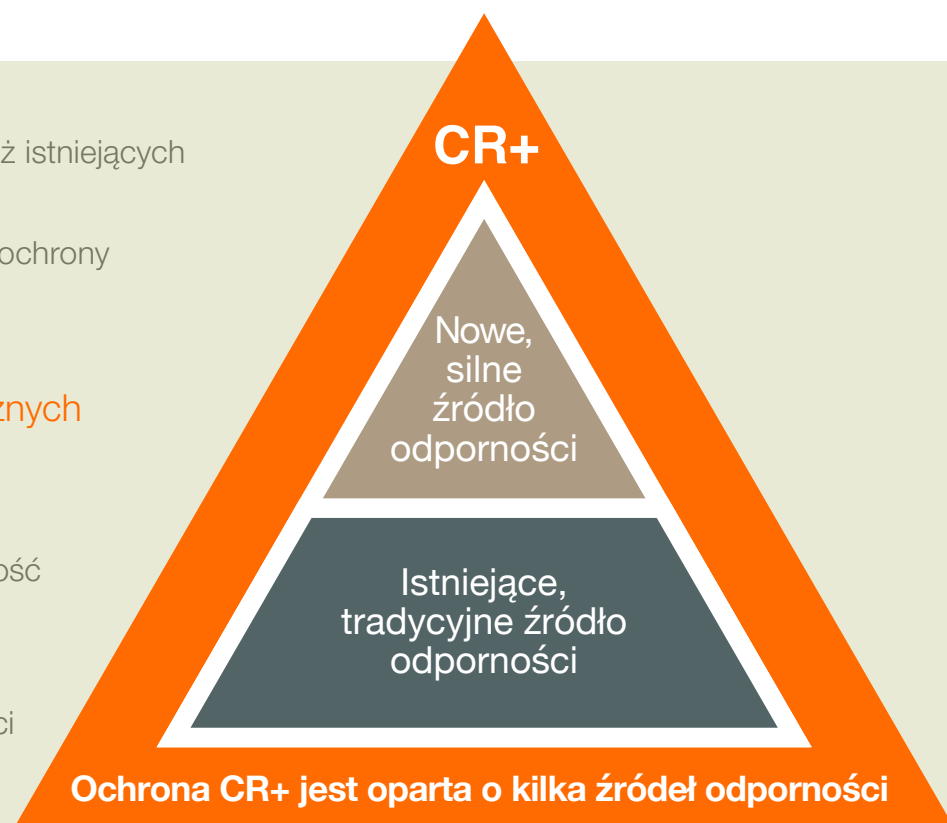 ż istniejących
ochrony
znych
ość
ci
CR+
Nowe,
silne
źródło
odporności
Istniejące,
tradycyjne źródło
odporności
Ochrona CR+ jest oparta o kilka źródeł odporności